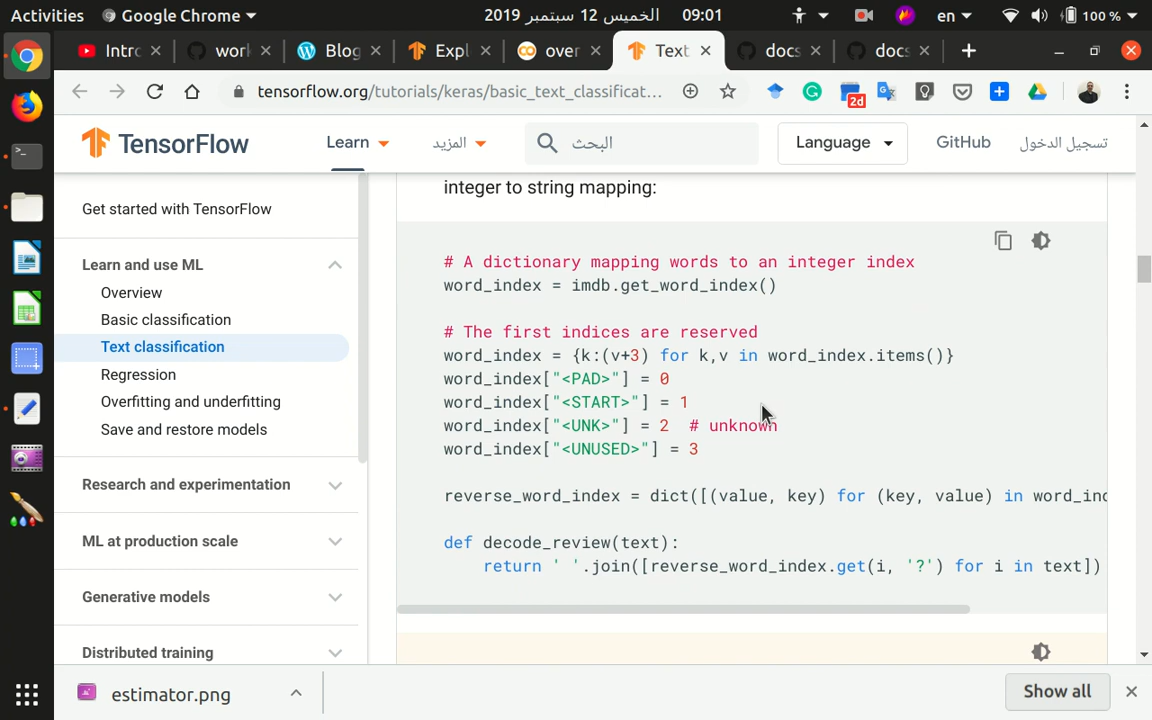 Activities
Google Chrome
الخميس 12 سبتمبر 2019 09:01
en
100 %
Intro
work
Blog
Expl
over
Text
docs
docs
tensorflow.org/tutorials/keras/basic_text_classificat...
2d
TensorFlow
Learn
المزيد
البحث
Language
GitHub
تسجيل الدخول
Get started with TensorFlow
Learn and use ML
Overview
Basic classification
Text classification
Regression
Overfitting and underfitting
Save and restore models
Research and experimentation
ML at production scale
Generative models
Distributed training
integer to string mapping:
# A dictionary mapping words to an integer index
word_index = imdb.get_word_index()
# The first indices are reserved
word_index = {k:(v+3) for k,v in word_index.items()}
word_index["<PAD>"] = 0
word_index["<START>"] = 1
word_index["<UNK>"] = 2  # unknown
word_index["<UNUSED>"] = 3
reverse_word_index = dict([(value, key) for (key, value) in word_ind
def decode_review(text):
    return ' '.join([reverse_word_index.get(i, '?') for i in text])
estimator.png
Show all